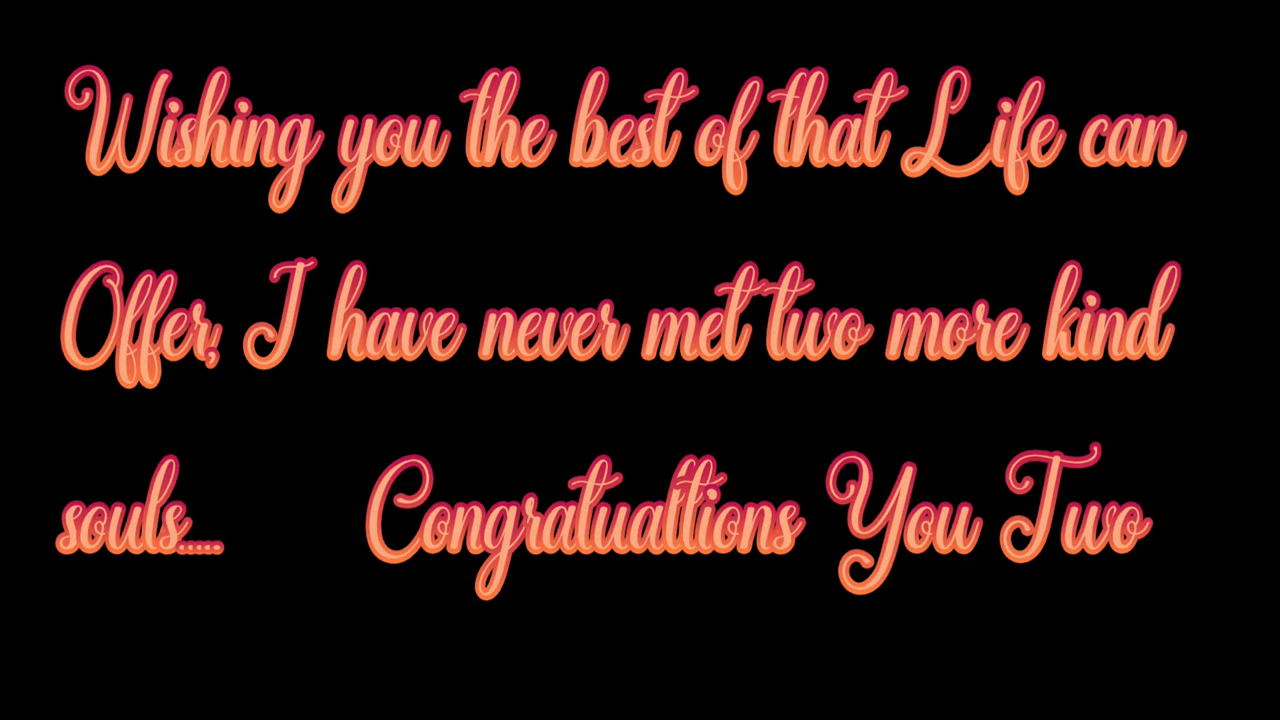 Wishing you the best of that Life can
Offer, I have never met two more kind
souls.....    Congratualtions You Two